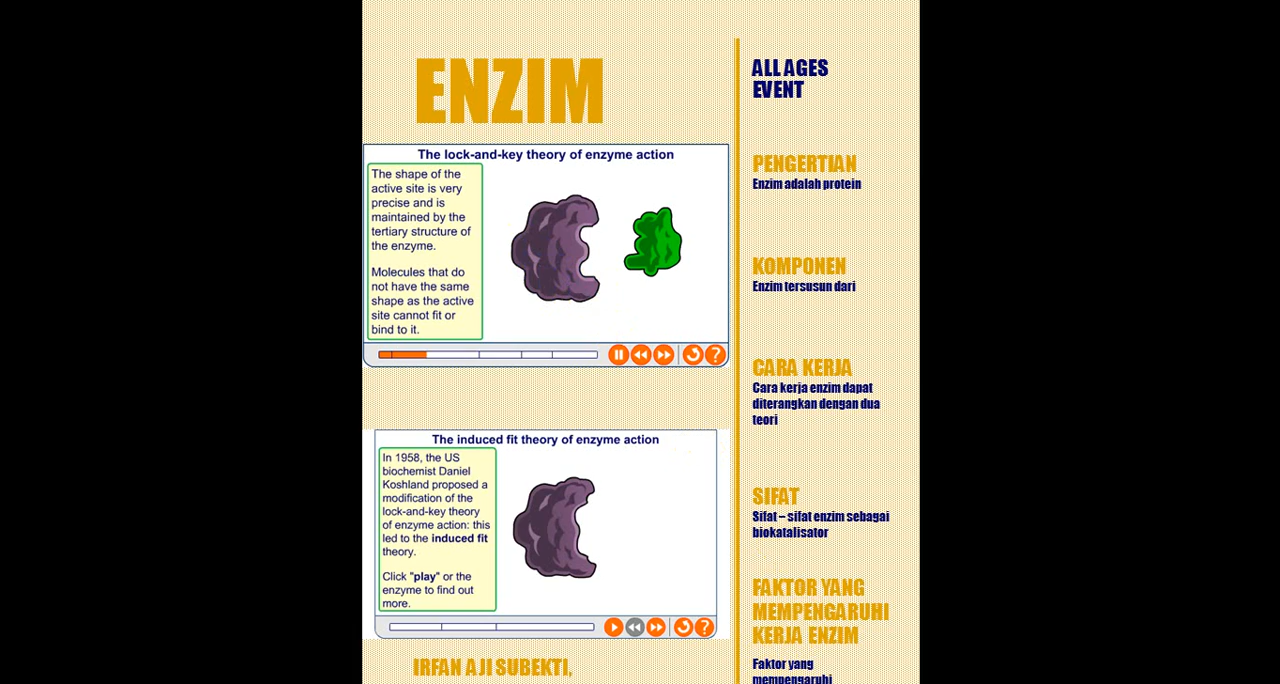 ENZIM
The lock-and-key theory of enzyme action
The shape of the
active site is very
precise and is
maintained by the
tertiary structure of
the enzyme.
Molecules that do
not have the same
shape as the active
site cannot fit or
bind to it.
?
The induced fit theory of enzyme action
In 1958, the US
biochemist Daniel
Koshland proposed a
modification of the
lock-and-key theory
of enzyme action: this
led to the induced fit
theory.
Click "play" or the
enzyme to find out
more.
?
IRFAN AJI SUBEKTI,
ALL AGES
EVENT
PENGERTIAN
Enzim adalah protein
KOMPONEN
Enzim tersusun dari
CARA KERJA
Cara kerja enzim dapat
diterangkan dengan dua
teori
SIFAT
Sifat – sifat enzim sebagai
biokatalisator
FAKTOR YANG
MEMPENGARUHI
KERJA ENZIM
Faktor yang
mempengaruhi